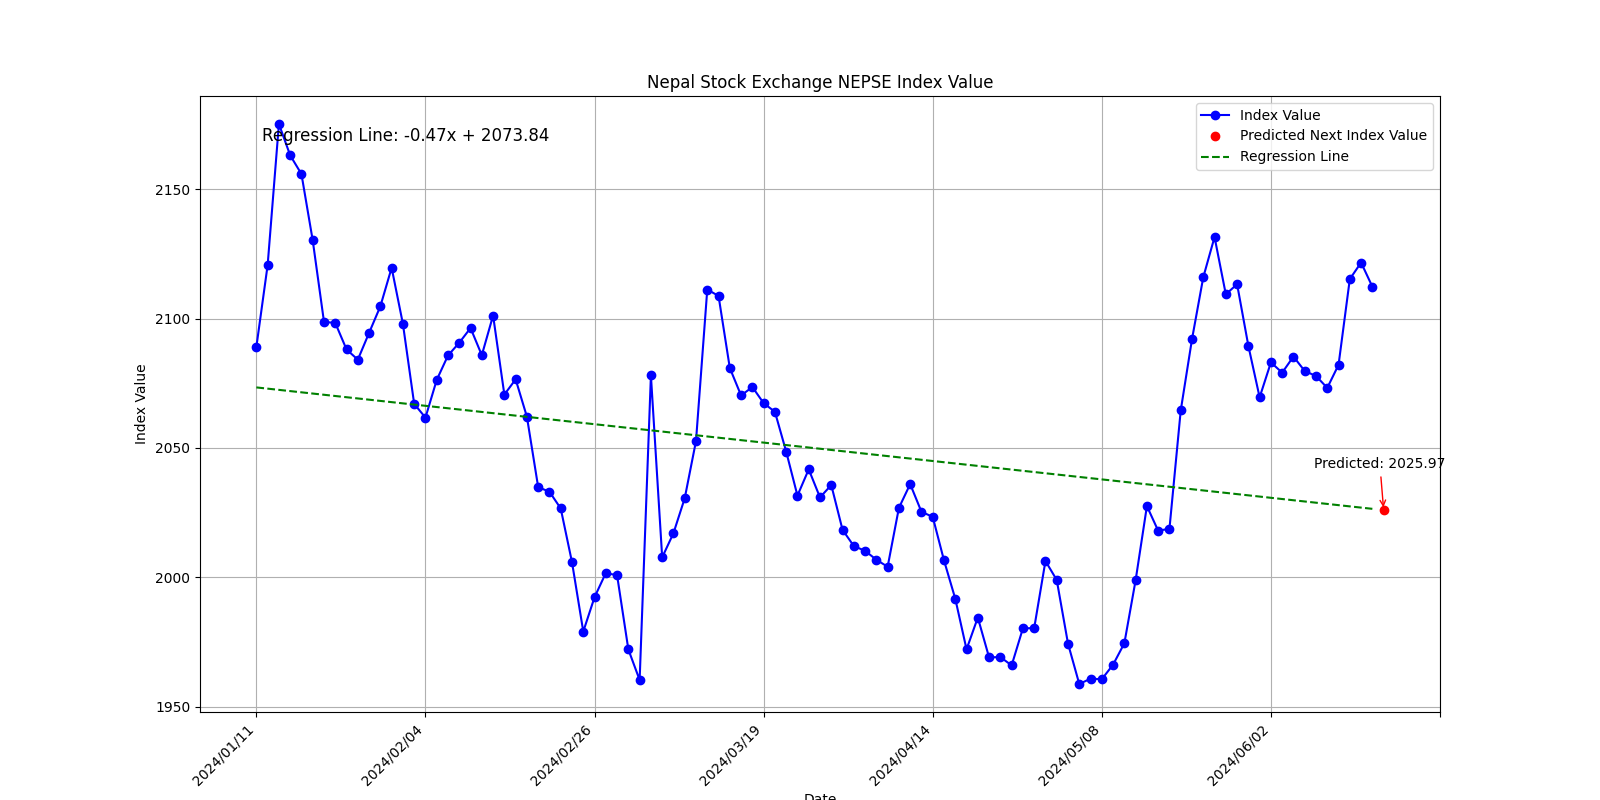 Nepal Stock Exchange NEPSE Index Value
Regression Line: -0.47x + 2073.84
Index Value
Predicted Next Index Value
Regression Line
2150
2100
2050
2000
1950
Index Value
Predicted: 2025.97
2024/01/11
2024/02/04
2024/02/26
2024/03/19
2024/04/14
2024/05/08
2024/06/02
Date